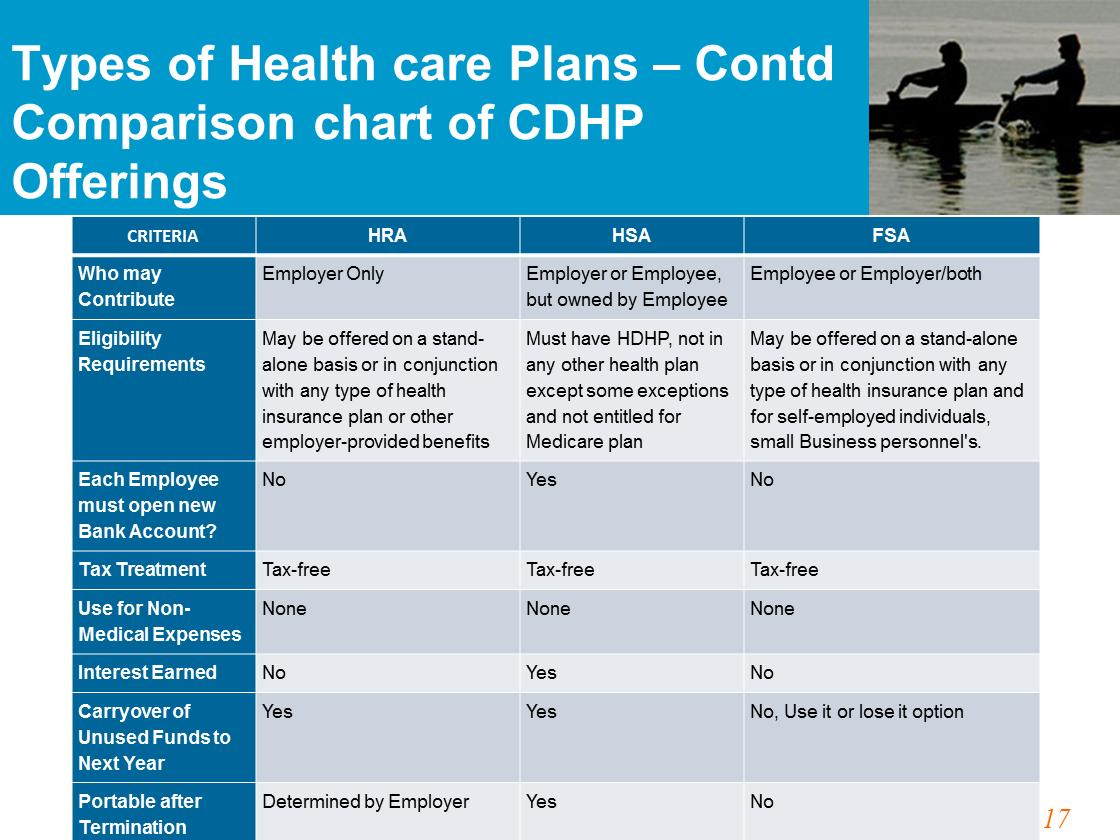 Types of Health care Plans – Contd
Comparison chart of CDHP
Offerings
CRITERIA
HRA
HSA
FSA
Who may
Contribute
Employer Only
Employer or Employee,
but owned by Employee
Employee or Employer/both
Eligibility
Requirements
May be offered on a stand-
alone basis or in conjunction
with any type of health
insurance plan or other
employer-provided benefits
Must have HDHP, not in
any other health plan
except some exceptions
and not entitled for
Medicare plan
May be offered on a stand-alone
basis or in conjunction with any
type of health insurance plan and
for self-employed individuals,
small Business personnel's.
Each Employee
must open new
Bank Account?
No
Yes
No
Tax Treatment
Tax-free
Tax-free
Tax-free
Use for Non-
Medical Expenses
None
None
None
Interest Earned
No
Yes
No
Carryover of
Unused Funds to
Next Year
Yes
Yes
No, Use it or lose it option
Portable after
Termination
Determined by Employer
Yes
No
17